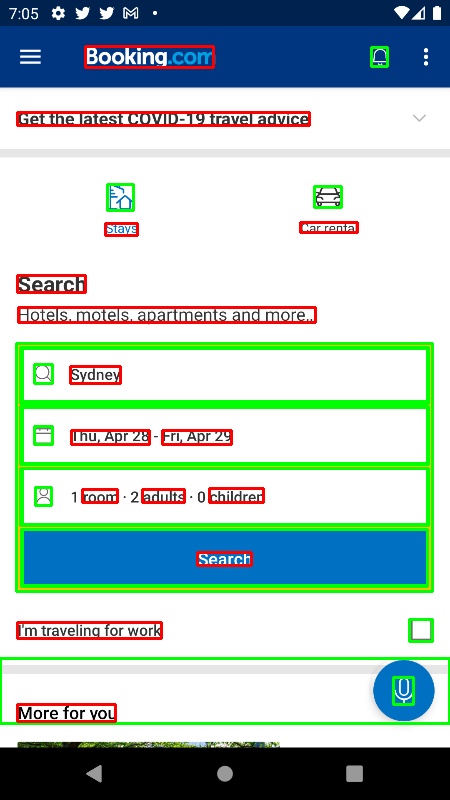 7:05
Booking.com
Get the latest COVID-19 travel advice
Stays
Car rental
Search
Hotels, motels, apartments and more...
Sydney
Thu, Apr 28 - Fri, Apr 29
1 room · 2 adults · 0 children
Search
I'm traveling for work
More for you